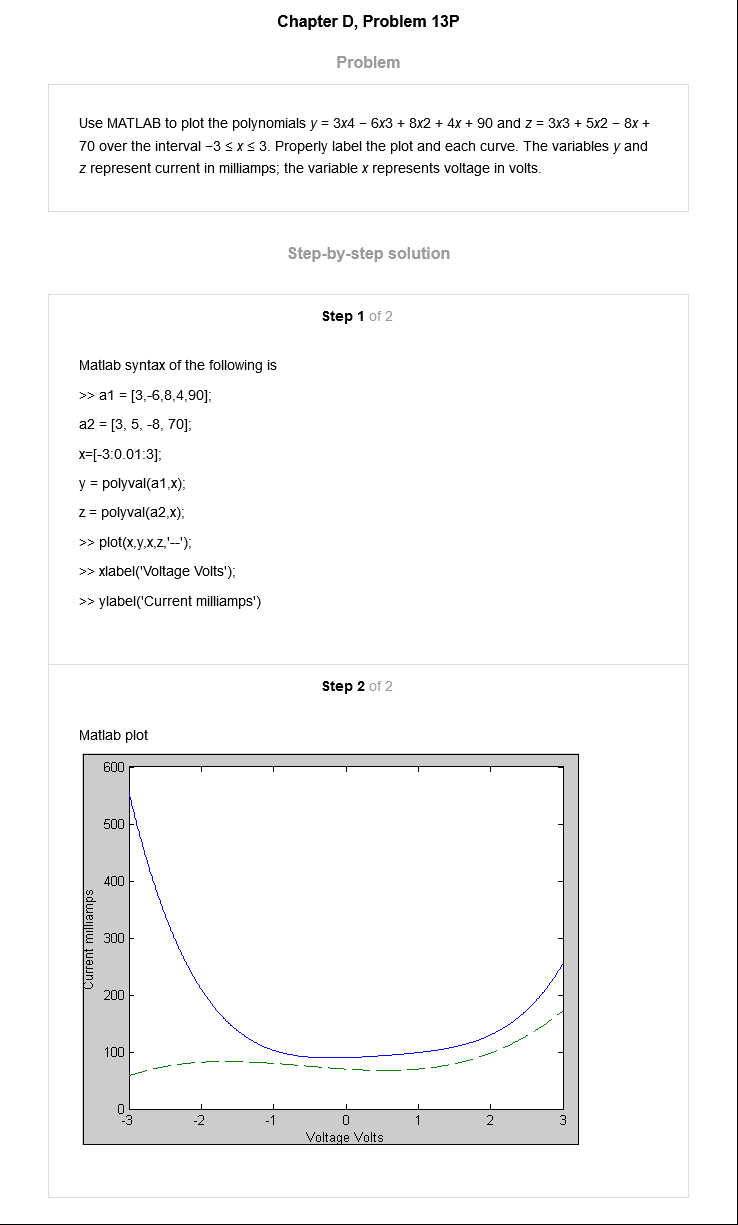 Chapter D, Problem 13P
Problem
Use MATLAB to plot the polynomials y = 3x4 − 6x3 + 8x2 + 4x + 90 and z = 3x3 + 5x2 − 8x +
70 over the interval −3 ≤ x ≤ 3. Properly label the plot and each curve. The variables y and
z represent current in milliamps; the variable x represents voltage in volts.
Step-by-step solution
Step 1 of 2
Matlab syntax of the following is
>> a1 = [3,-6,8,4,90];
a2 = [3, 5, -8, 70];
x=[-3:0.01:3];
y = polyval(a1,x);
z = polyval(a2,x);
>> plot(x,y,x,z,'--');
>> xlabel('Voltage Volts');
>> ylabel('Current milliamps')
Step 2 of 2
Matlab plot
600
500
400
300
200
100
0
Current milliamps
-3 -2 -1 0 1 2 3
Voltage Volts